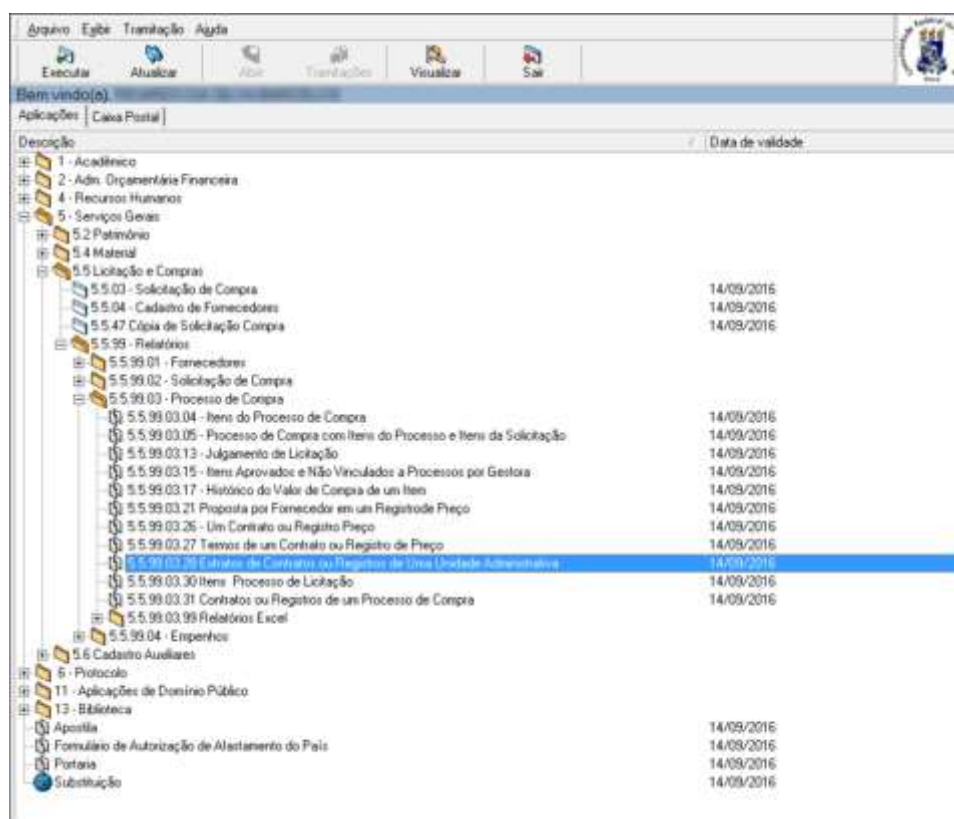 Arquivo Exibir Tramitação Ajuda
Executar Atualizar Abrir Tramitações Visualizar Sair
Bem vindo(a),
Aplicações Caixa Postal
Descrição Data de validade
1 - Acadêmico
2 - Adm. Orçamentária Financeira
4 - Recursos Humanos
5 - Serviços Gerais
5.2 Patrimônio
5.4 Material
5.5 Licitação e Compras
5.5.03 - Solicitação de Compra 14/09/2016
5.5.04 - Cadastro de Fornecedores 14/09/2016
5.5.47 Cópia de Solicitação Compra 14/09/2016
5.5.99 - Relatórios
5.5.99.01 - Fornecedores
5.5.99.02 - Solicitação de Compra
5.5.99.03 - Processo de Compra
5.5.99.03.04 - Itens do Processo de Compra 14/09/2016
5.5.99.03.05 - Processo de Compra com Itens do Processo e Itens da Solicitação 14/09/2016
5.5.99.03.13 - Julgamento de Licitação 14/09/2016
5.5.99.03.15 - Itens Aprovados e Não Vinculados a Processos por Gestora 14/09/2016
5.5.99.03.17 - Histórico do Valor de Compra de um Item 14/09/2016
5.5.99.03.21 Proposta por Fornecedor em um Registrode Preço 14/09/2016
5.5.99.03.26 - Um Contrato ou Registro Preço 14/09/2016
5.5.99.03.27 Termos de um Contrato ou Registro de Preço 14/09/2016
5.5.99.03.28 Extratos de Contratos ou Registros de Uma Unidade Administrativa 14/09/2016
5.5.99.03.30 Itens Processo de Licitação 14/09/2016
5.5.99.03.31 Contratos ou Registros de um Processo de Compra 14/09/2016
5.5.99.03.99 Relatórios Excel
5.5.99.04 - Empenhos
5.6 Cadastro Auxiliares
6 - Protocolo
11 - Aplicações de Domínio Público
13 - Biblioteca
Apostila 14/09/2016
Formulário de Autorização de Afastamento do País 14/09/2016
Portaria 14/09/2016
Substituição 14/09/2016